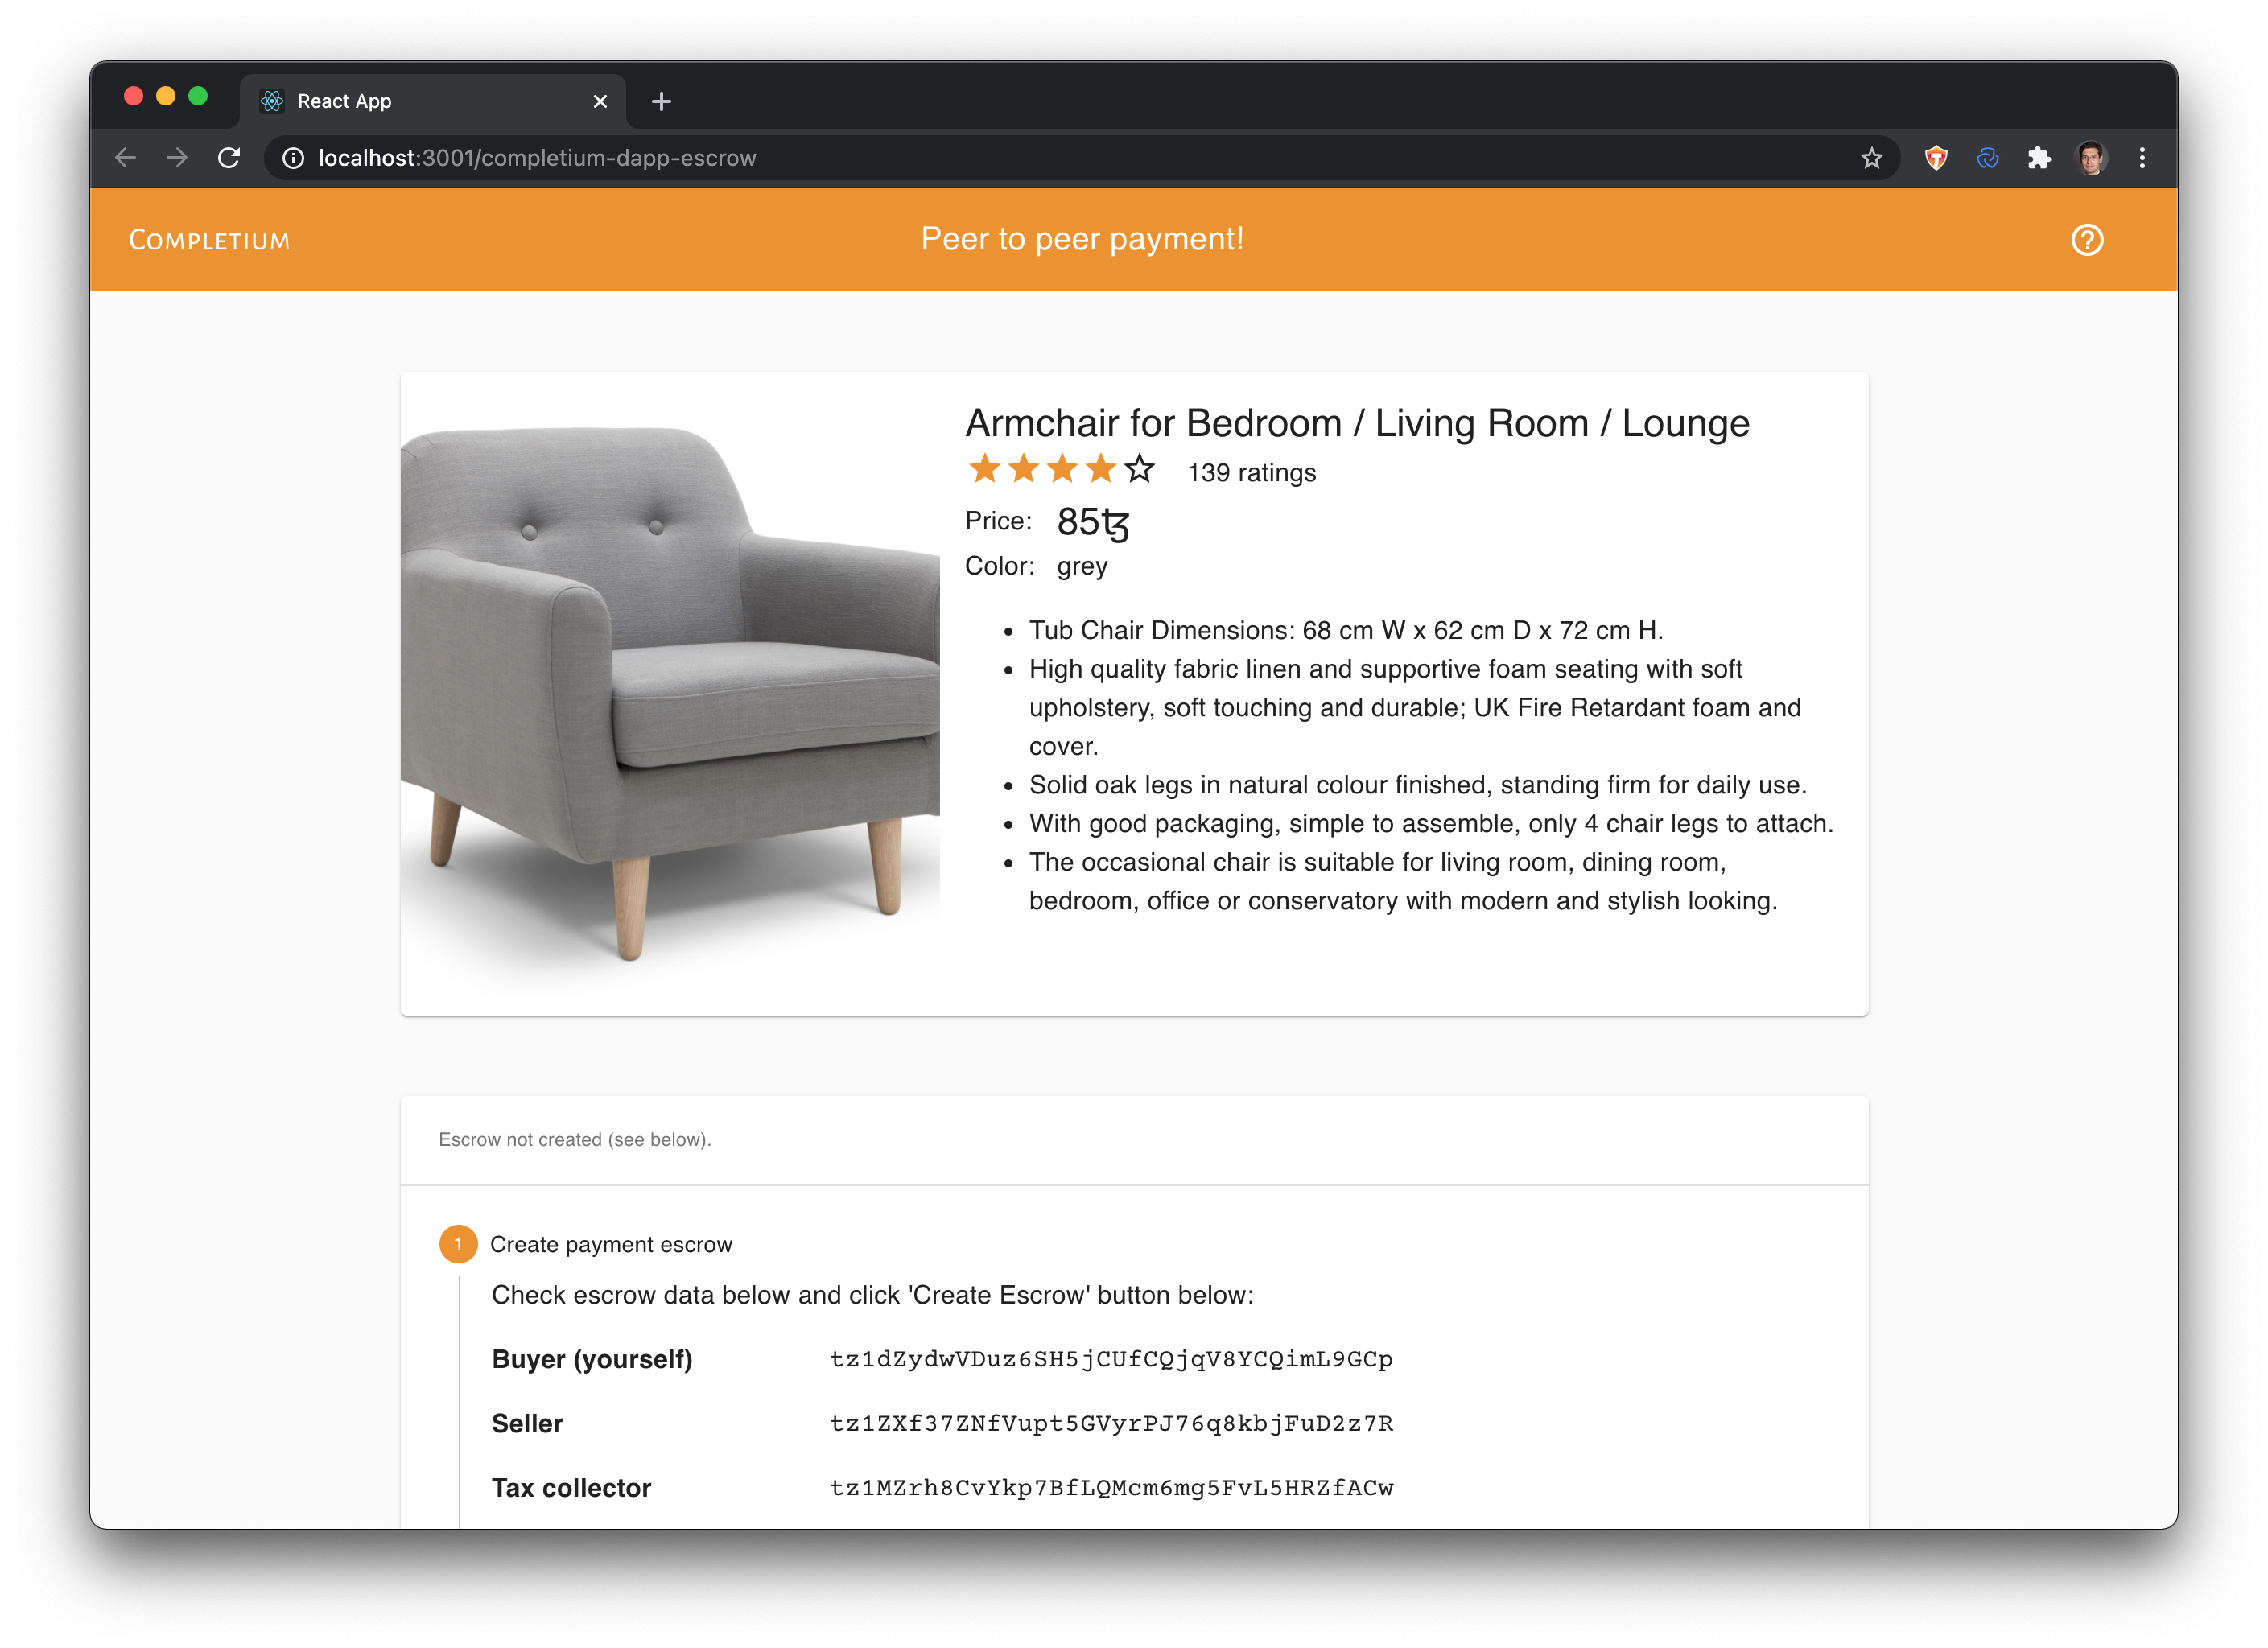 React App
localhost:3001/completium-dapp-escrow
Completium
Peer to peer payment!
Armchair for Bedroom / Living Room / Lounge
139 ratings
Price: 85ꜩ
Color: grey
Tub Chair Dimensions: 68 cm W x 62 cm D x 72 cm H.
High quality fabric linen and supportive foam seating with soft
upholstery, soft touching and durable; UK Fire Retardant foam and
cover.
Solid oak legs in natural colour finished, standing firm for daily use.
With good packaging, simple to assemble, only 4 chair legs to attach.
The occasional chair is suitable for living room, dining room,
bedroom, office or conservatory with modern and stylish looking.
Escrow not created (see below).
1 Create payment escrow
Check escrow data below and click 'Create Escrow' button below:
Buyer (yourself) tz1dZydwVDuz6SH5jCUfCQjqV8YCQimL9GCp
Seller tz1ZXf37ZNfVupt5GVyrPJ76q8kbjFuD2z7R
Tax collector tz1MZrh8CvYkp7BfLQMcm6mg5FvL5HRZfACw